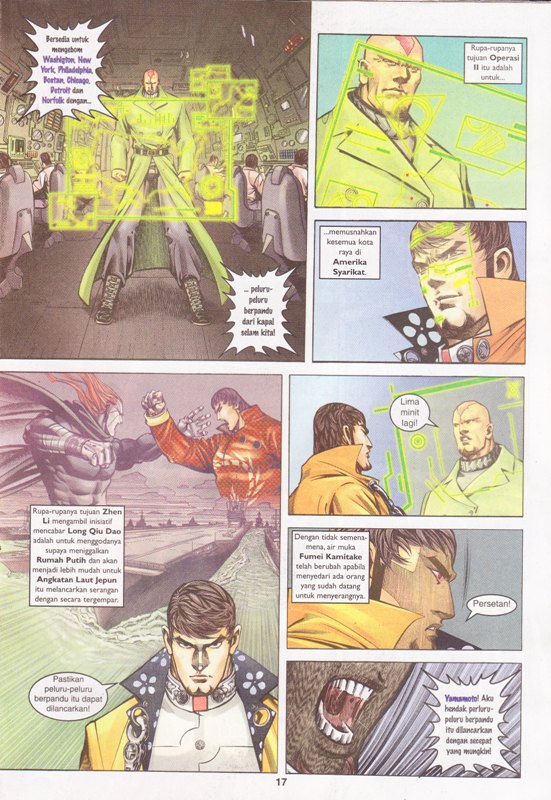 Bersedia untuk
mengebom
Washigton, New
York, Philadelphia,
Bostan, Chicago,
Detroit dan
Norfolk dengan...
... peluru-
peluru
berpandu
dari kapal
selam kita!
Rupa-rupanya
tujuan Operasi
II itu adalah
untuk...
...memusnahkan
kesemua kota
raya di
Amerika
Syarikat.
Lima
minit
lagi!
Rupa-rupanya tujuan Zhen
Li mengambil inisiatif
mencabar Long Qiu Dao
adalah untuk menggodanya
supaya meniggalkan
Rumah Putih dan akan
menjadi lebih mudah untuk
Angkatan Laut Jepun
itu melancarkan serangan
dengan secara tergempar.
Pastikan
peluru-peluru
berpandu itu dapat
dilancarkan!
Dengan tidak semena-
mena, air muka
Fumei Kamitake
telah berubah apabila
menyedari ada orang
yang sudah datang
untuk menyerangnya.
Persetan!
Yamamoto! Aku
hendak perluru-
peluru berpandu
itu dilancarkan
dengan secepat
yang mungkin!
17